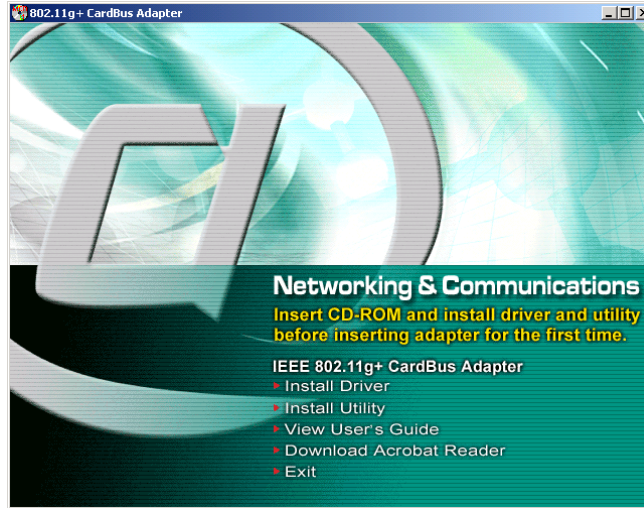 802.11g+ CardBus Adapter
Networking & Communications
Insert CD-ROM and install driver and utility
before inserting adapter for the first time.
IEEE 802.11g+ CardBus Adapter
Install Driver
Install Utility
View User's Guide
Download Acrobat Reader
Exit